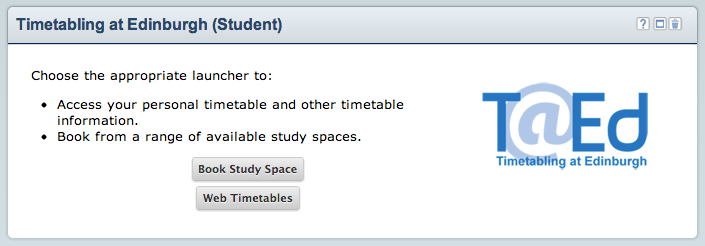 Timetabling at Edinburgh (Student)
?
Choose the appropriate launcher to:
• Access your personal timetable and other timetable
information.
• Book from a range of available study spaces.
Book Study Space
Web Timetables
T@Ed
Timetabling at Edinburgh